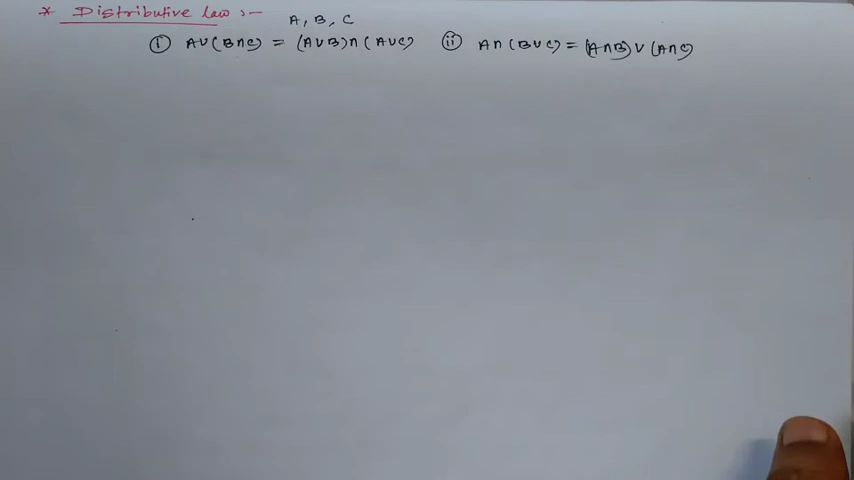 * Distributive law :- A, B, C
(i) A∪(B∩C) = (A∪B)∩(A∪C) (ii) A∩(B∪C) = (A∩B)∪(A∩C)